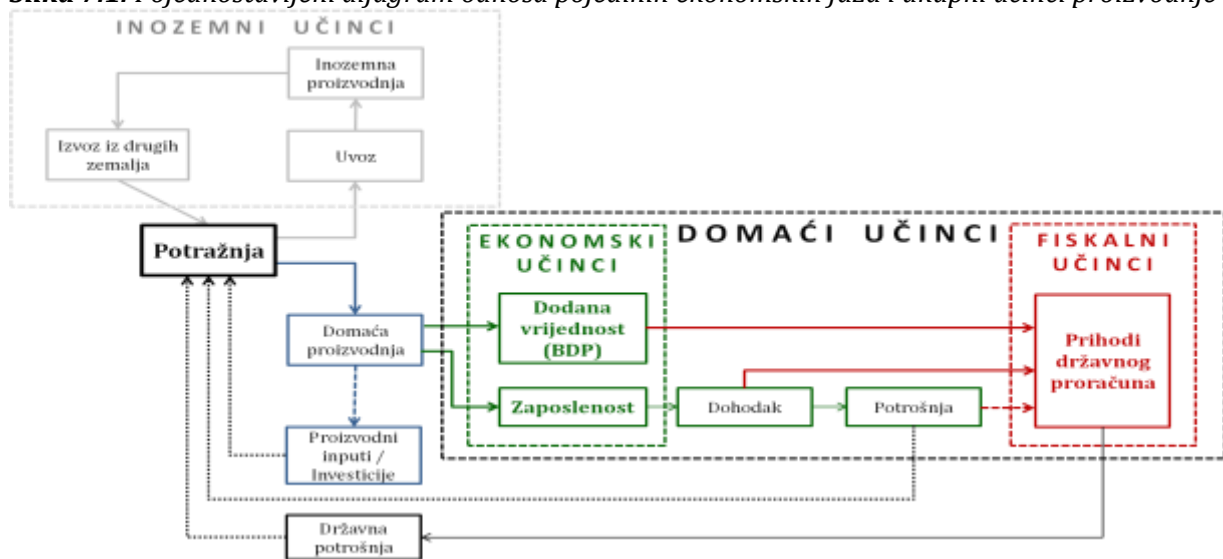 Slika 7.1. Pojednostavljeni dijagram odnosa pojedinih ekonomskih faza i ukupni učinci proizvodnje
INOZEMNI UČINCI
Inozemna
proizvodnja
Izvoz iz drugih
zemalja
Uvoz
Potražnja
DOMAĆI UČINCI
EKONOMSKI
UČINCI
FISKALNI
UČINCI
Domaća
proizvodnja
Dodana
vrijednost
(BDP)
Prihodi
državnog
proračuna
Zaposlenost
Dohodak
Potrošnja
Proizvodni
inputi /
Investicije
Državna
potrošnja